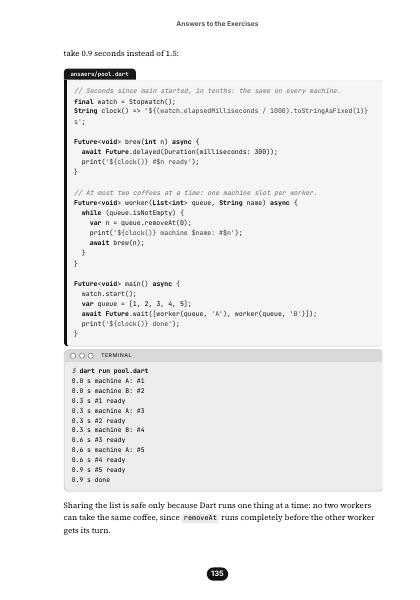 Answers to the Exercises
take 0.9 seconds instead of 1.5:
answers/pool.dart
// Seconds since main started, in tenths: the same on every machine.
final watch = Stopwatch();
String clock() => '${(watch.elapsedMilliseconds / 1000).toStringAsFixed(1)}
s';
Future<void> brew(int n) async {
  await Future.delayed(Duration(milliseconds: 300));
  print('${clock()} #$n ready');
}
// At most two coffees at a time: one machine slot per worker.
Future<void> worker(List<int> queue, String name) async {
  while (queue.isNotEmpty) {
    var n = queue.removeAt(0);
    print('${clock()} machine $name: #$n');
    await brew(n);
  }
}
Future<void> main() async {
  watch.start();
  var queue = [1, 2, 3, 4, 5];
  await Future.wait([worker(queue, 'A'), worker(queue, 'B')]);
  print('${clock()} done');
}
TERMINAL
$ dart run pool.dart
0.0 s machine A: #1
0.0 s machine B: #2
0.3 s #1 ready
0.3 s machine A: #3
0.3 s #2 ready
0.3 s machine B: #4
0.6 s #3 ready
0.6 s machine A: #5
0.6 s #4 ready
0.9 s #5 ready
0.9 s done
Sharing the list is safe only because Dart runs one thing at a time: no two workers
can take the same coffee, since removeAt runs completely before the other worker
gets its turn.
135